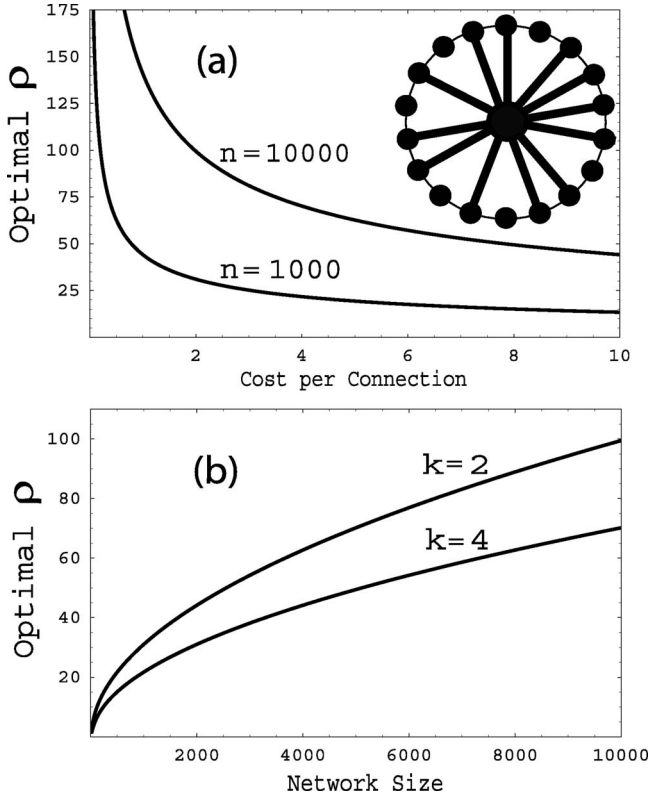 175
150
(a)
125
Optimal ρ
100
n=10000
75
50
n=1000
25
2 4 6 8 10
Cost per Connection
100
(b)
k=2
80
Optimal ρ
k=4
60
40
20
2000 4000 6000 8000 10000
Network Size